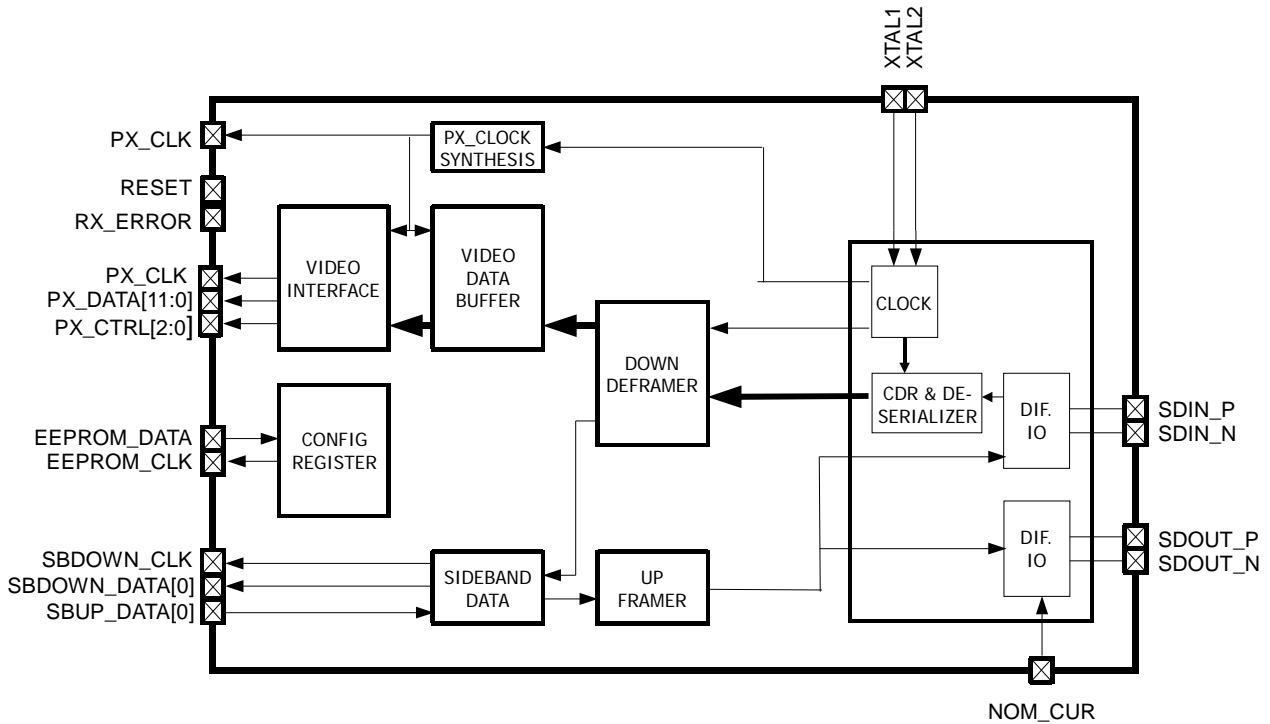 XTAL1
XTAL2
PX_CLK
PX_CLOCK
SYNTHESIS
RESET
RX_ERROR
VIDEO
INTERFACE
VIDEO
DATA
BUFFER
PX_CLK
PX_DATA[11:0]
PX_CTRL[2:0]
CLOCK
DOWN
DEFRAMER
CDR & DE-
SERIALIZER
DIF.
IO
SDIN_P
SDIN_N
EEPROM_DATA
EEPROM_CLK
CONFIG
REGISTER
SBDOWN_CLK
SBDOWN_DATA[0]
SBUP_DATA[0]
SIDEBAND
DATA
UP
FRAMER
DIF.
IO
SDOUT_P
SDOUT_N
NOM_CUR